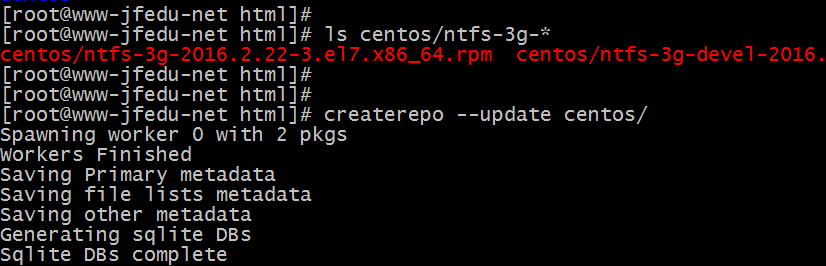 [root@www-jfedu-net html]#
[root@www-jfedu-net html]# ls centos/ntfs-3g-*
centos/ntfs-3g-2016.2.22-3.el7.x86_64.rpm  centos/ntfs-3g-devel-2016.
[root@www-jfedu-net html]#
[root@www-jfedu-net html]#
[root@www-jfedu-net html]# createrepo --update centos/
Spawning worker 0 with 2 pkgs
Workers Finished
Saving Primary metadata
Saving file lists metadata
Saving other metadata
Generating sqlite DBs
Sqlite DBs complete